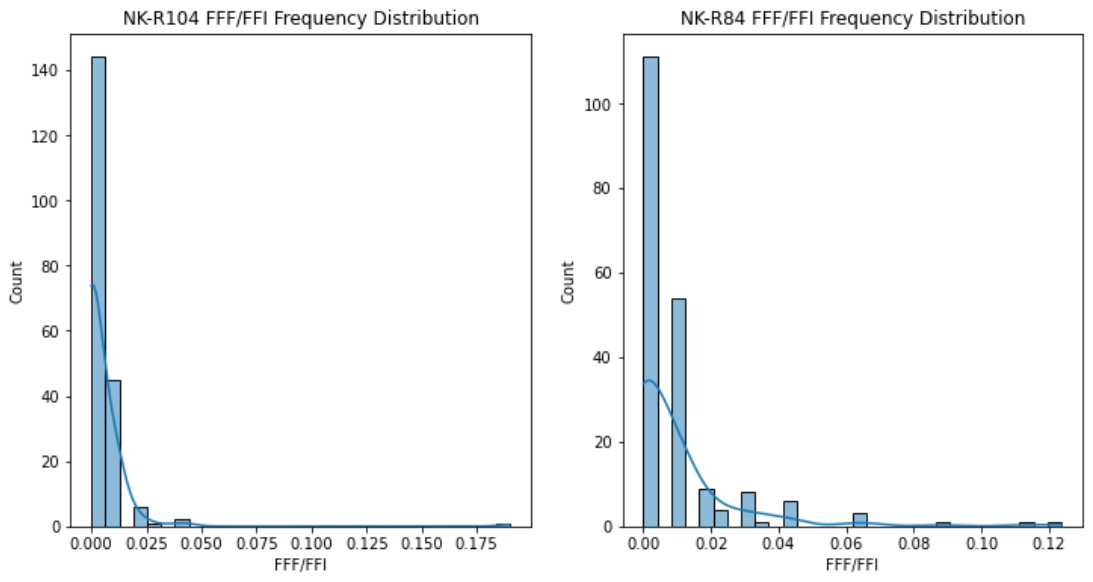 NK-R104 FFF/FFI Frequency Distribution
140
120
100
80
60
40
20
0
Count
0.000 0.025 0.050 0.075 0.100 0.125 0.150 0.175
FFF/FFI
NK-R84 FFF/FFI Frequency Distribution
100
80
60
40
20
0
Count
0.00 0.02 0.04 0.06 0.08 0.10 0.12
FFF/FFI